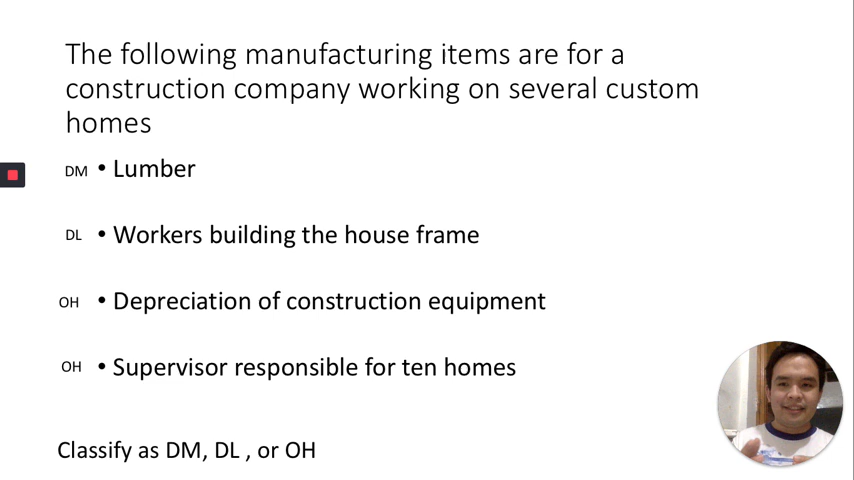 The following manufacturing items are for a
construction company working on several custom
homes
DM • Lumber
DL • Workers building the house frame
OH • Depreciation of construction equipment
OH • Supervisor responsible for ten homes
Classify as DM, DL , or OH